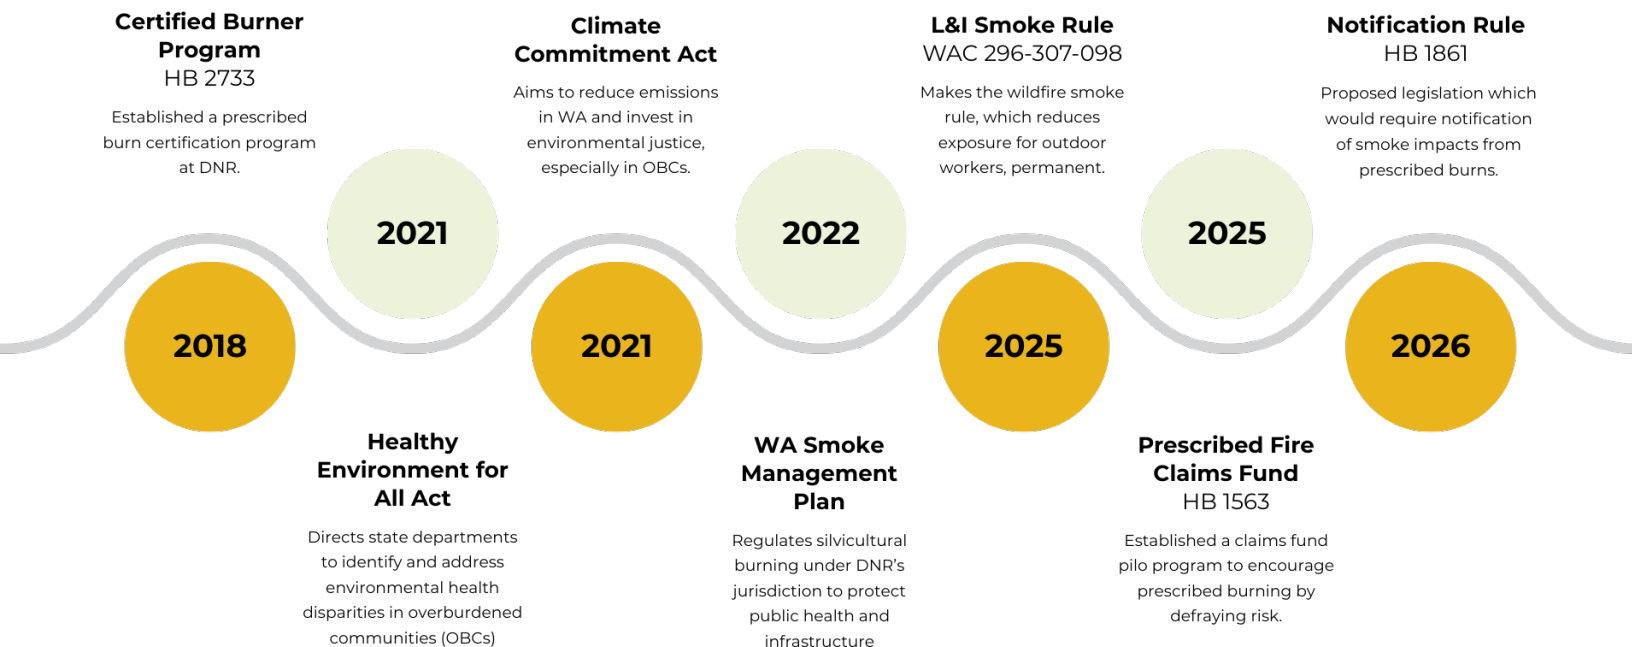 Certified Burner
Program
HB 2733
Established a prescribed
burn certification program
at DNR.
2018
2021
Healthy
Environment for
All Act
Directs state departments
to identify and address
environmental health
disparities in overburdened
communities (OBCs)
Climate
Commitment Act
Aims to reduce emissions
in WA and invest in
environmental justice,
especially in OBCs.
2021
2022
WA Smoke
Management
Plan
Regulates silvicultural
burning under DNR's
jurisdiction to protect
public health and
infrastructure
L&I Smoke Rule
WAC 296-307-098
Makes the wildfire smoke
rule, which reduces
exposure for outdoor
workers, permanent.
2025
2025
Prescribed Fire
Claims Fund
HB 1563
Established a claims fund
pilo program to encourage
prescribed burning by
defraying risk.
Notification Rule
HB 1861
Proposed legislation which
would require notification
of smoke impacts from
prescribed burns.
2026